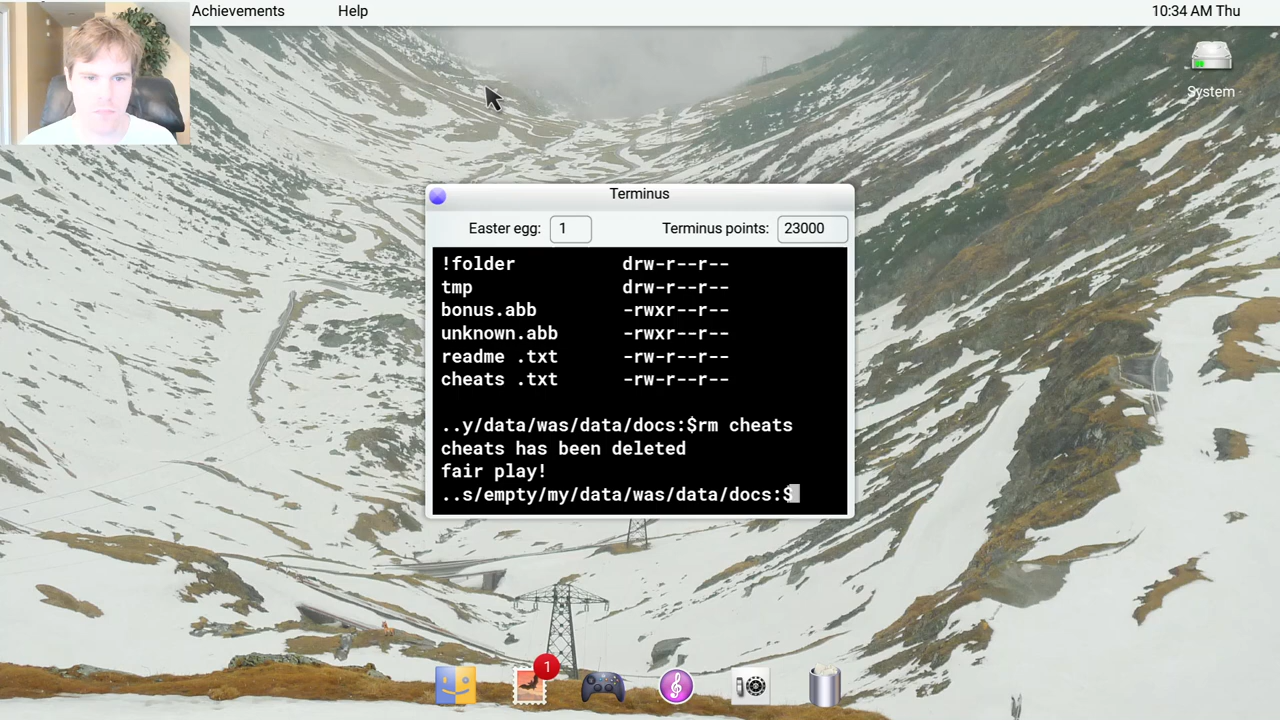 Achievements Help 10:34 AM Thu
System
Terminus
Easter egg: 1 Terminus points: 23000
!folder drw-r--r--
tmp drw-r--r--
bonus.abb -rwxr--r--
unknown.abb -rwxr--r--
readme .txt -rw-r--r--
cheats .txt -rw-r--r--
..y/data/was/data/docs:$rm cheats
cheats has been deleted
fair play!
..s/empty/my/data/was/data/docs:$
1